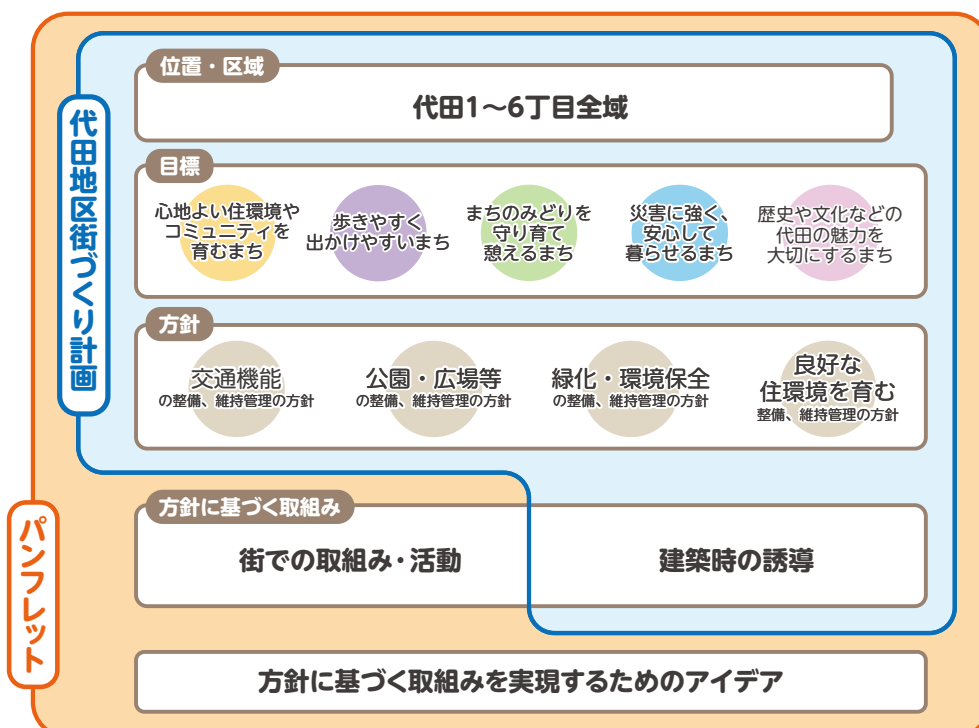 位置・区域
代田1～6丁目全域
代田地区街づくり計画
目標
心地よい住環境や
コミュニティを
育むまち
歩きやすく
出かけやすいまち
まちのみどりを
守り育て
憩えるまち
災害に強く、
安心して
暮らせるまち
歴史や文化などの
代田の魅力を
大切にするまち
方針
交通機能
の整備、維持管理の方針
公園・広場等
の整備、維持管理の方針
緑化・環境保全
の整備、維持管理の方針
良好な
住環境を育む
整備、維持管理の方針
パンフレット
方針に基づく取組み
街での取組み・活動
建築時の誘導
方針に基づく取組みを実現するためのアイデア